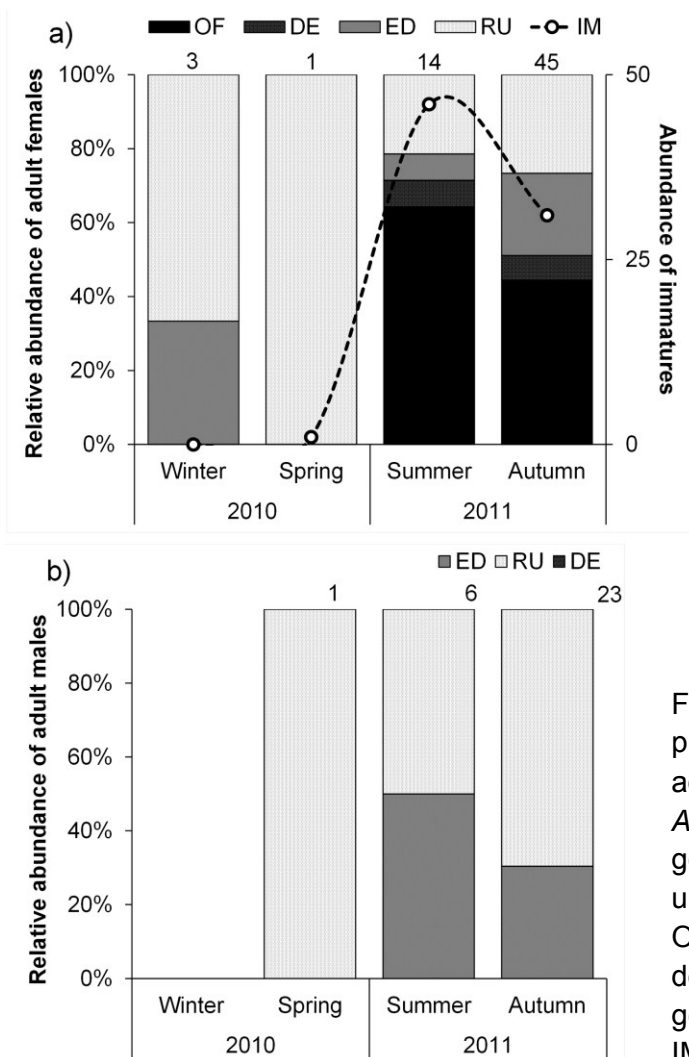 a)
OF DE ED RU IM
3 1 14 45
100% 50
80%
60%
25
40%
20%
0% 0
Relative abundance of adult females
Abundance of immatures
Winter Spring Summer Autumn
2010 2011
b)
ED RU DE
1 6 23
100%
80%
60%
40%
20%
0%
Relative abundance of adult males
Winter Spring Summer Autumn
2010 2011
F
p
A
g
u
O
d
g
IM